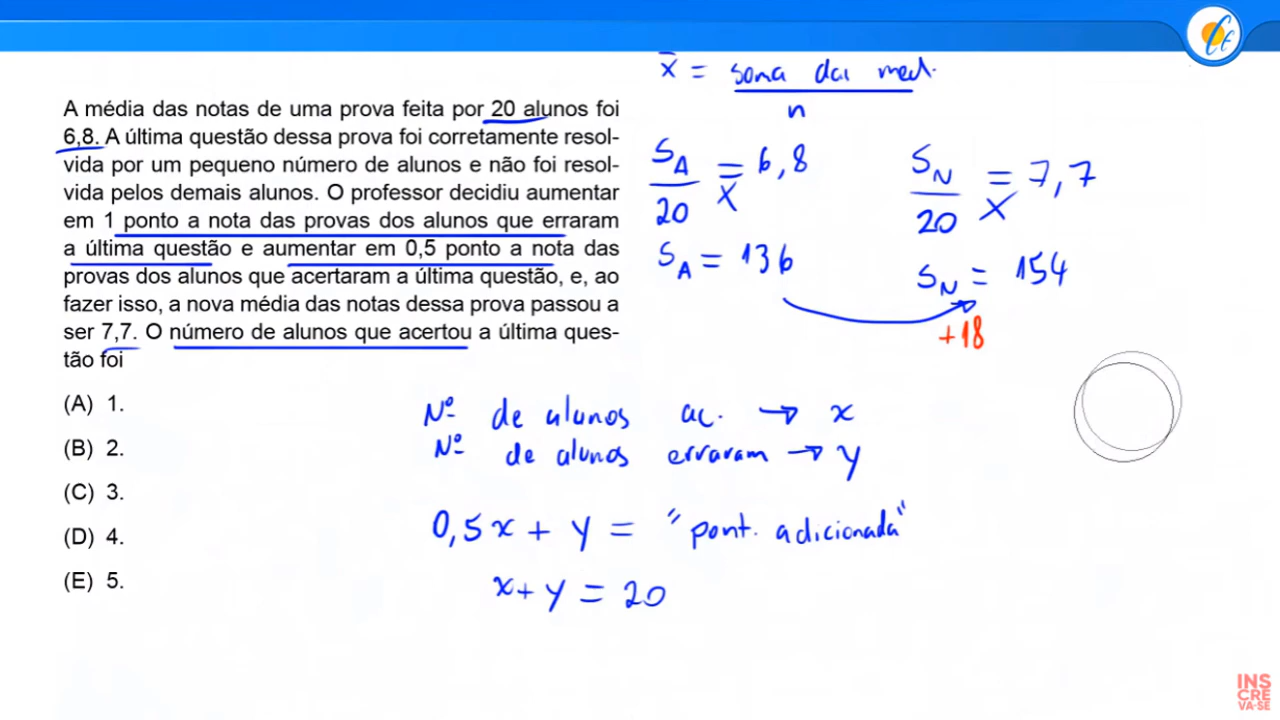 x̄ = soma das med.
n
A média das notas de uma prova feita por 20 alunos foi
6,8. A última questão dessa prova foi corretamente resol-
vida por um pequeno número de alunos e não foi resol-
vida pelos demais alunos. O professor decidiu aumentar
em 1 ponto a nota das provas dos alunos que erraram
a última questão e aumentar em 0,5 ponto a nota das
provas dos alunos que acertaram a última questão, e, ao
fazer isso, a nova média das notas dessa prova passou a
ser 7,7. O número de alunos que acertou a última ques-
tão foi
(A) 1.
(B) 2.
(C) 3.
(D) 4.
(E) 5.
S_A
20
= 6,8
S_A = 136
S_N
20
= 7,7
S_N = 154
+18
Nº de alunos ac. → x
Nº de alunos erraram → y
0,5x + y = "pont. adicionada"
x + y = 20
INS
CRE
VA-SE